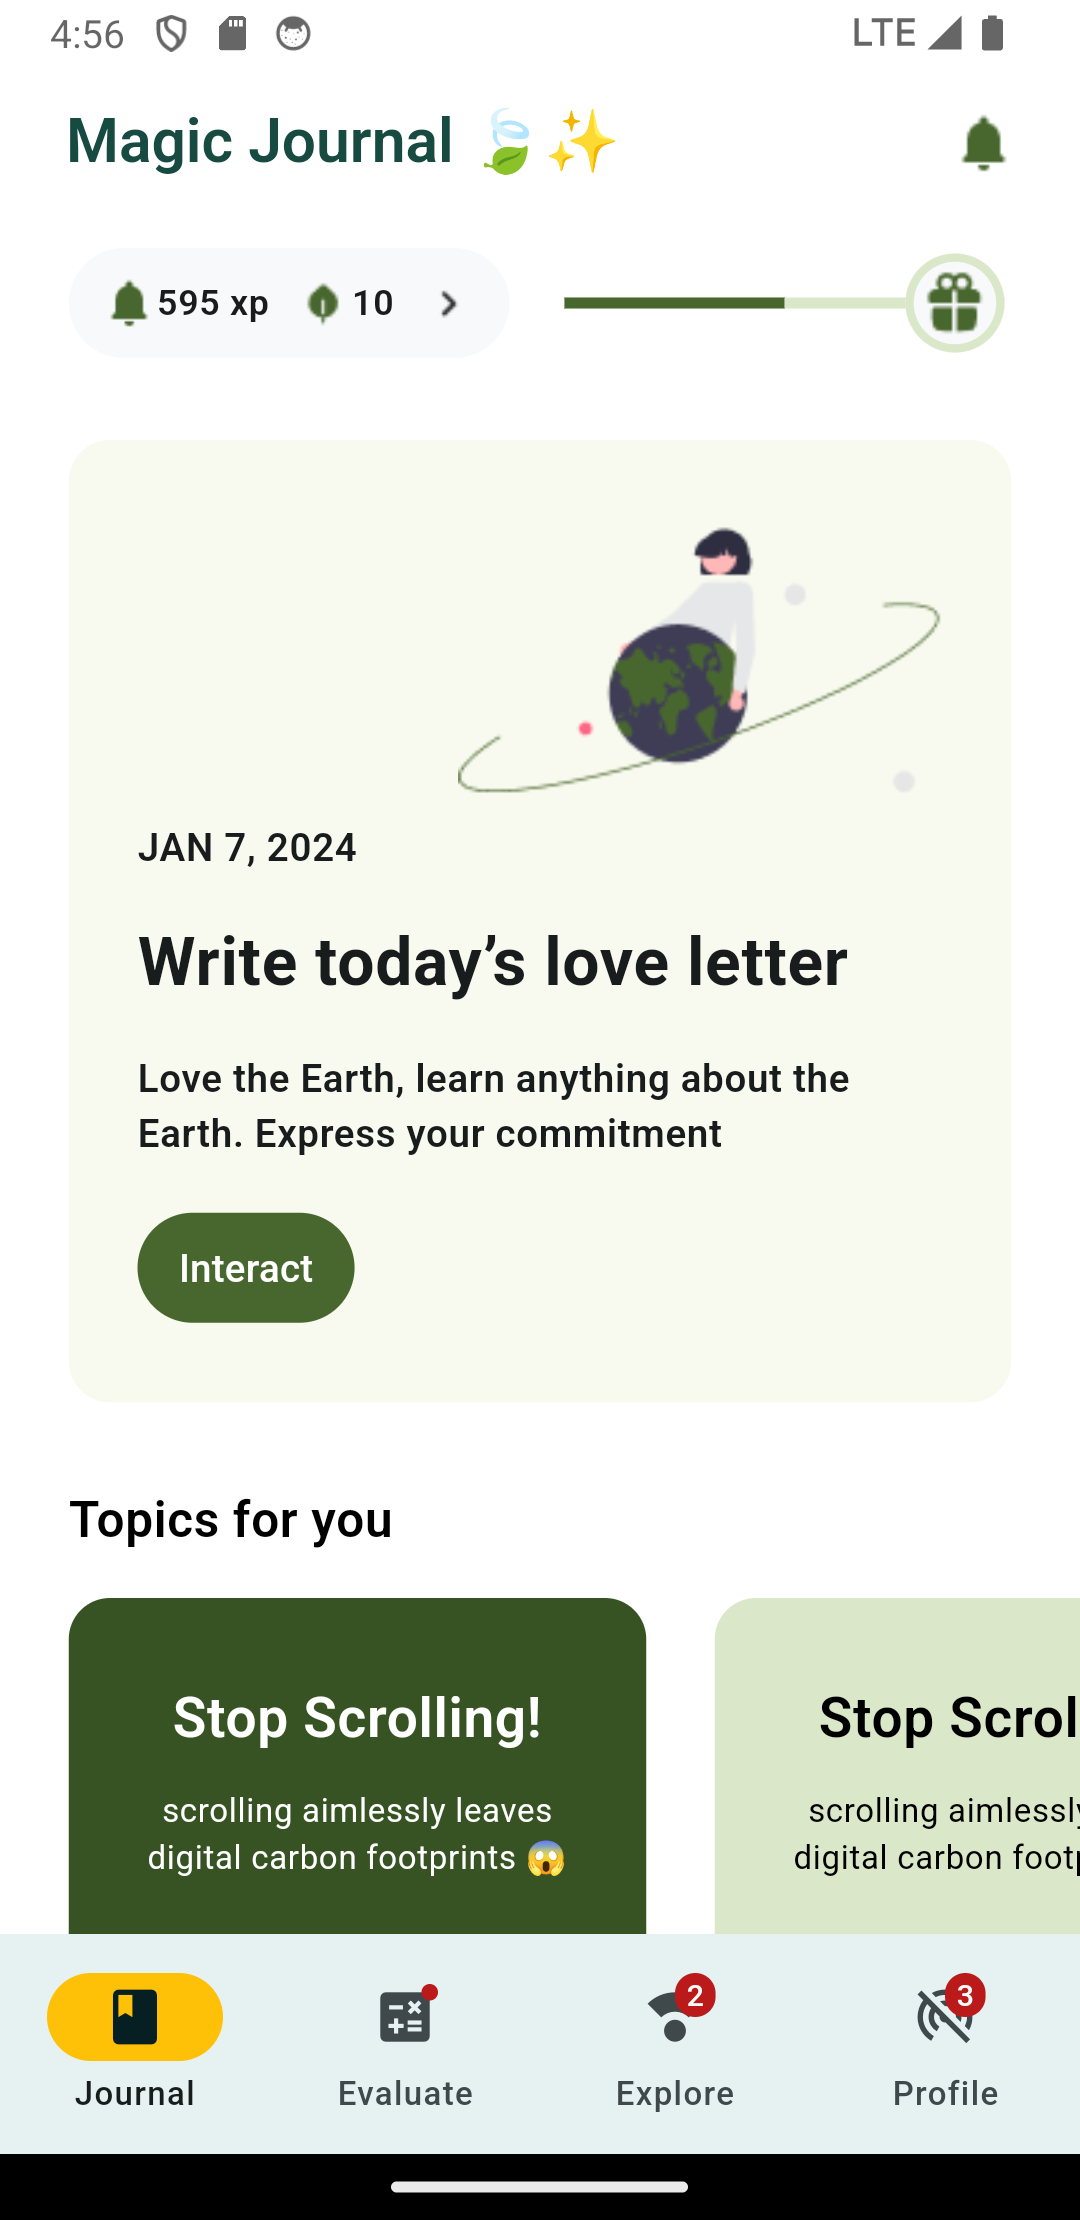 4:56
LTE
Magic Journal 🍃✨
595 xp
10
JAN 7, 2024
Write today’s love letter
Love the Earth, learn anything about the
Earth. Express your commitment
Interact
Topics for you
Stop Scrolling!
scrolling aimlessly leaves
digital carbon footprints 😱
Stop Scrol
scrolling aimlessly
digital carbon footp
2
3
Journal
Evaluate
Explore
Profile